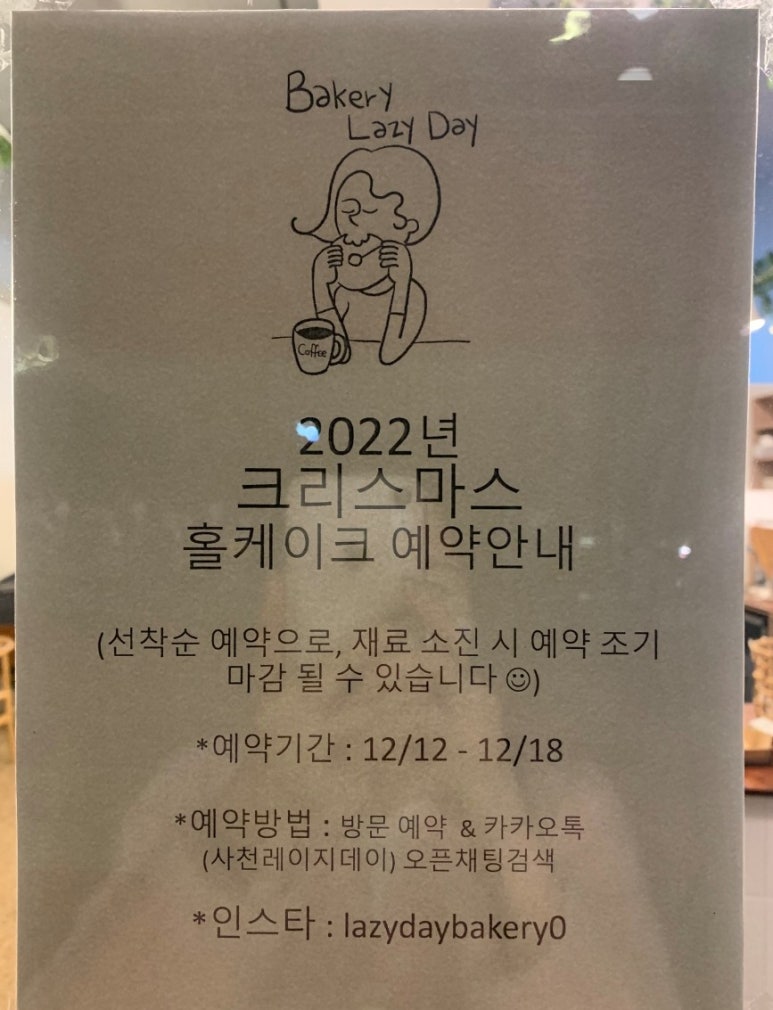 Bakery
Lazy Day
Coffee
2022년
크리스마스
홀케이크 예약안내
(선착순 예약으로, 재료 소진 시 예약 조기
마감 될 수 있습니다 ☺)
*예약기간 : 12/12 - 12/18
*예약방법 : 방문 예약 & 카카오톡
(사천레이지데이) 오픈채팅검색
*인스타 : lazydaybakery0